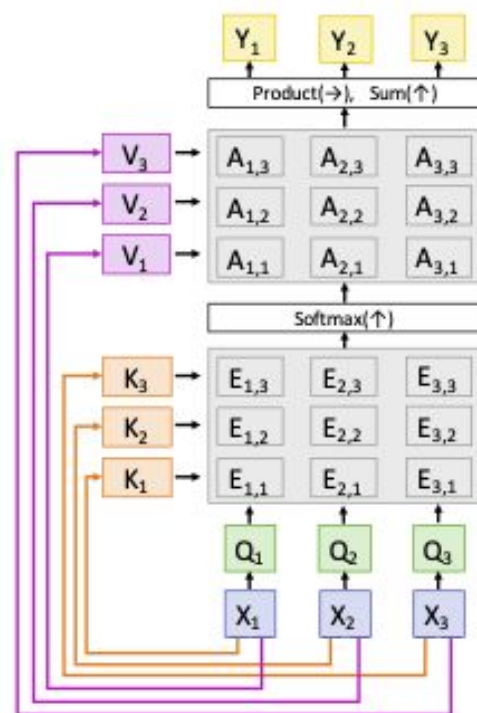 Y1 Y2 Y3
Product(→), Sum(↑)
V3 A1,3 A2,3 A3,3
V2 A1,2 A2,2 A3,2
V1 A1,1 A2,1 A3,1
Softmax(↑)
K3 E1,3 E2,3 E3,3
K2 E1,2 E2,2 E3,2
K1 E1,1 E2,1 E3,1
Q1 Q2 Q3
X1 X2 X3